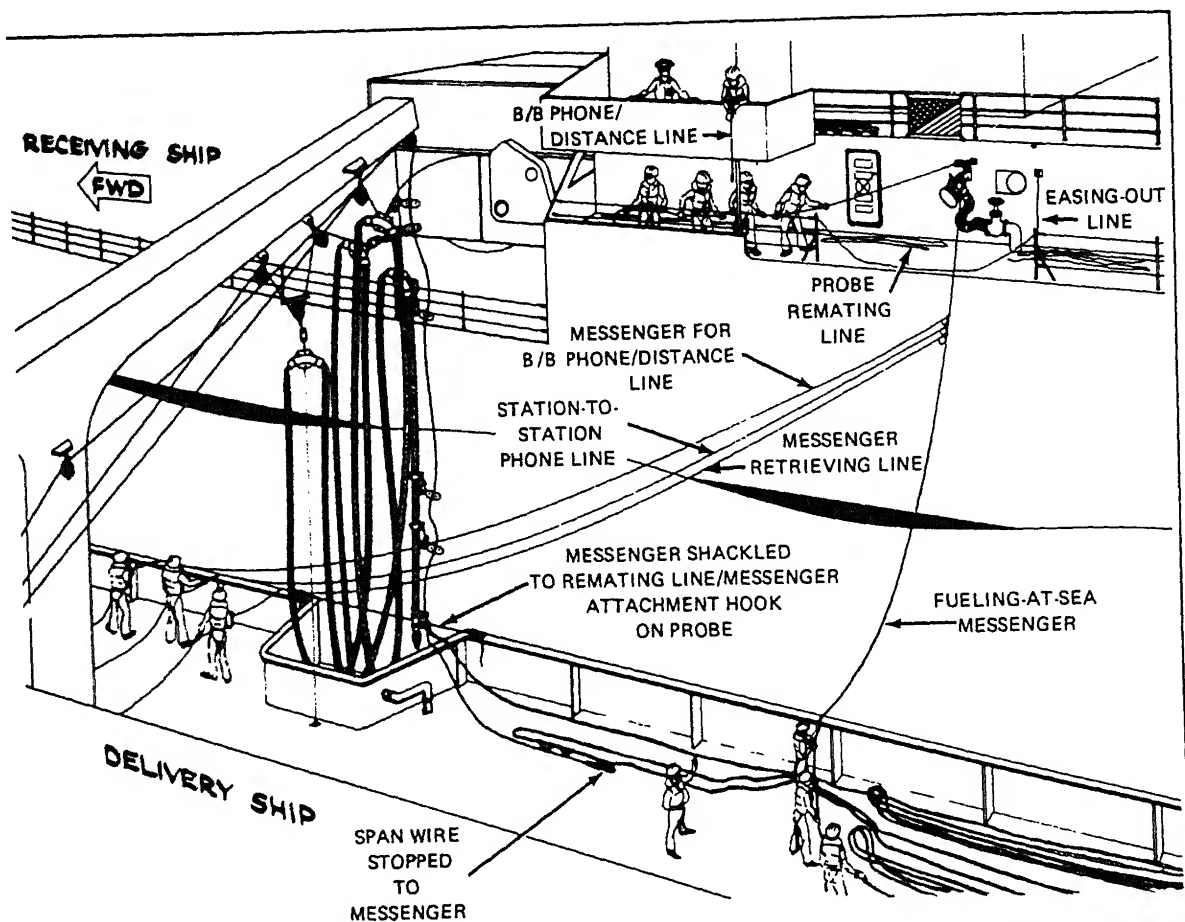 B/B PHONE/
DISTANCE LINE
RECEIVING SHIP
FWD
EASING-OUT
LINE
PROBE
REMATING
LINE
MESSENGER FOR
B/B PHONE/DISTANCE
LINE
STATION-TO-
STATION
PHONE LINE
MESSENGER
RETRIEVING LINE
MESSENGER SHACKLED
TO REMATING LINE/MESSENGER
ATTACHMENT HOOK
ON PROBE
FUELING-AT-SEA
MESSENGER
DELIVERY SHIP
SPAN WIRE
STOPPED
TO
MESSENGER